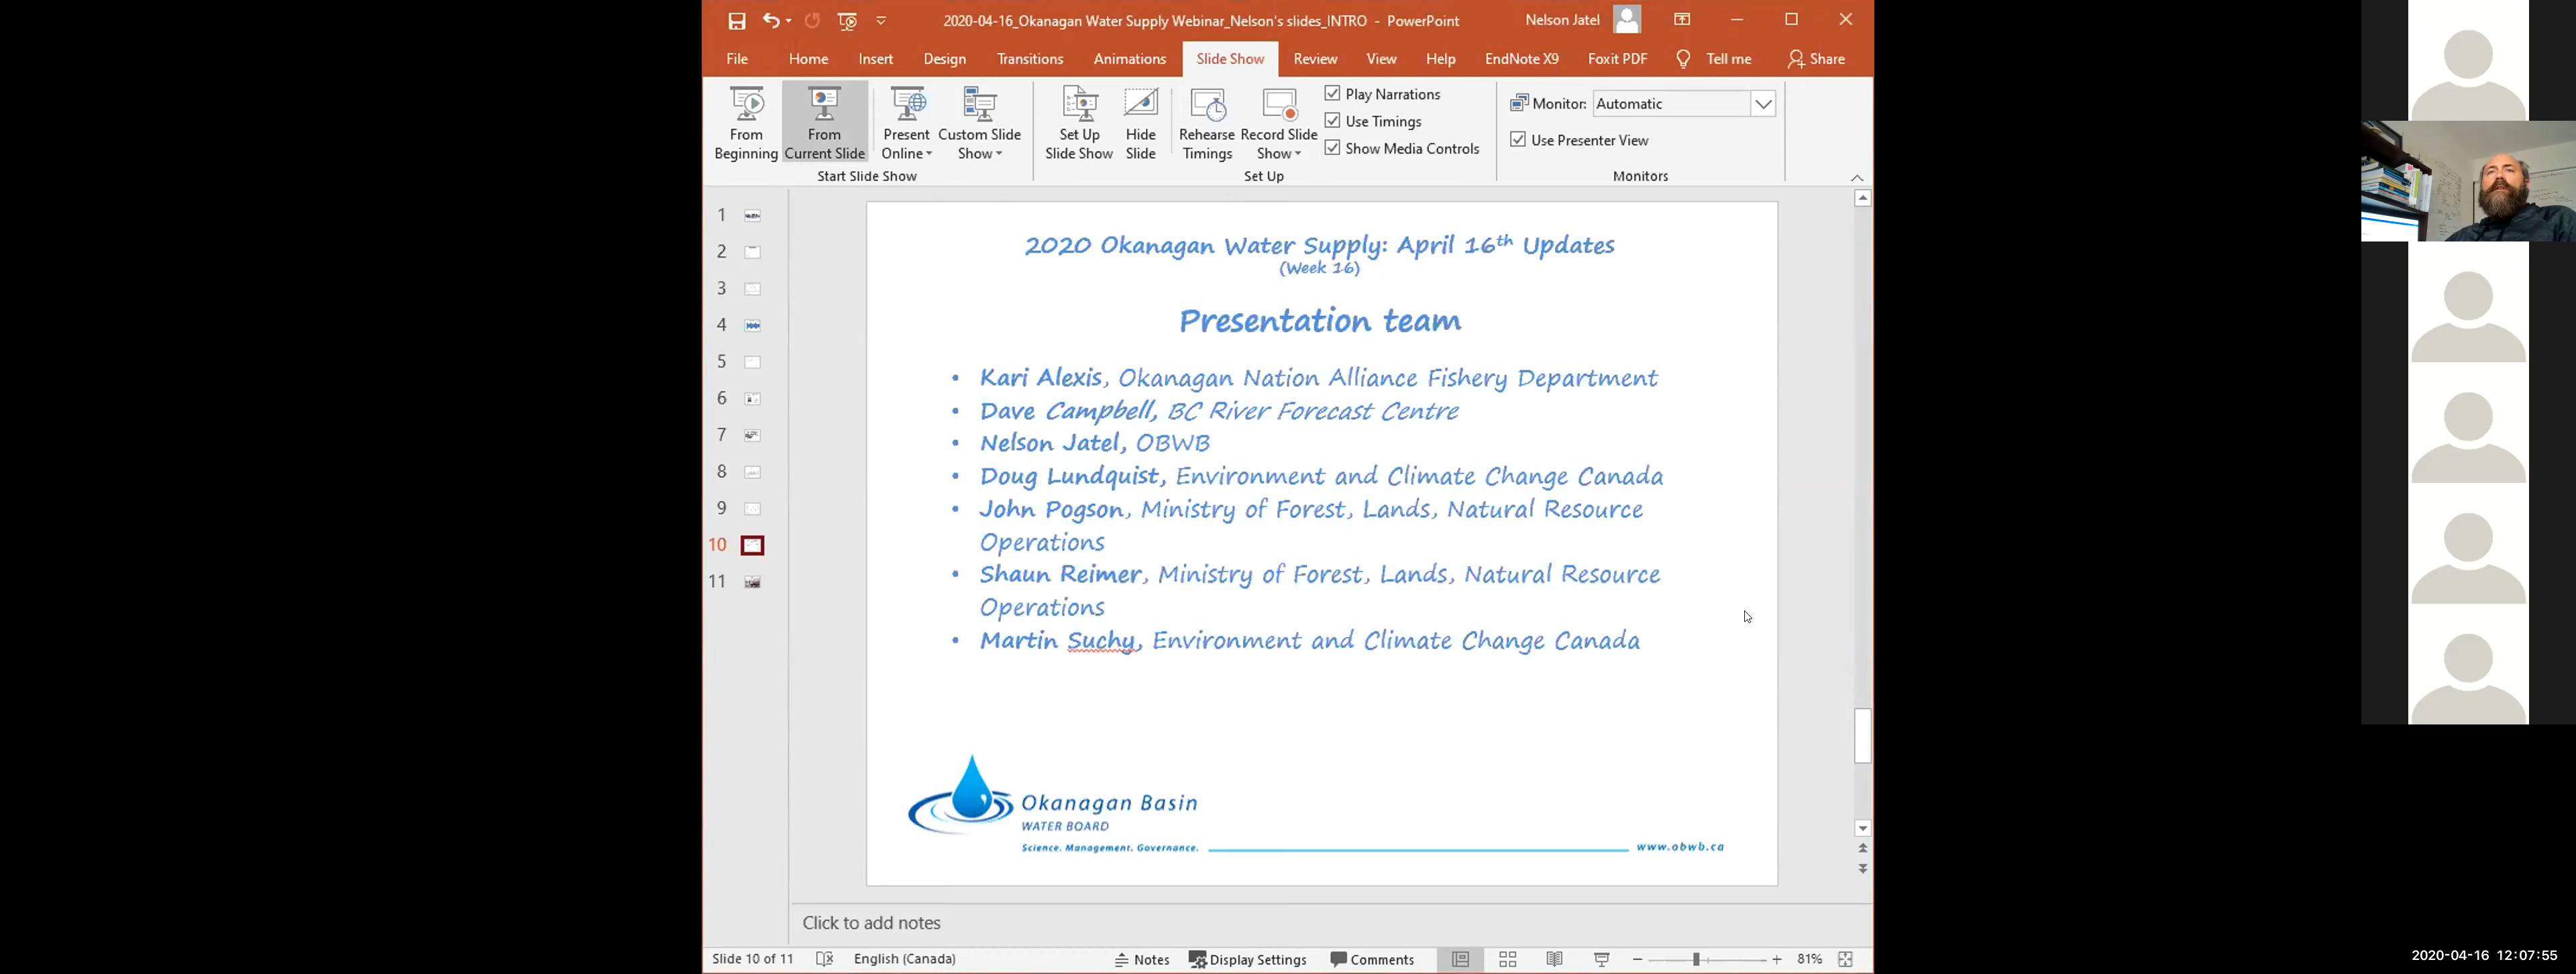 2020-04-16_Okanagan Water Supply Webinar_Nelson's slides_INTRO - PowerPoint
Nelson Jatel
File Home Insert Design Transitions Animations Slide Show Review View Help EndNote X9 Foxit PDF Tell me Share
From Beginning
From Current Slide
Present Online
Custom Slide Show
Start Slide Show
Set Up Slide Show
Hide Slide
Rehearse Timings
Record Slide Show
Play Narrations
Use Timings
Show Media Controls
Set Up
Monitor: Automatic
Use Presenter View
Monitors
1
2
3
4
5
6
7
8
9
10
11
2020 Okanagan Water Supply: April 16th Updates
(Week 16)
Presentation team
• Kari Alexis, Okanagan Nation Alliance Fishery Department
• Dave Campbell, BC River Forecast Centre
• Nelson Jatel, OBWB
• Doug Lundquist, Environment and Climate Change Canada
• John Pogson, Ministry of Forest, Lands, Natural Resource
Operations
• Shaun Reimer, Ministry of Forest, Lands, Natural Resource
Operations
• Martin Suchy, Environment and Climate Change Canada
Okanagan Basin
WATER BOARD
Science. Management. Governance.
www.obwb.ca
Click to add notes
Slide 10 of 11 English (Canada) Notes Display Settings Comments 81%
2020-04-16 12:07:55